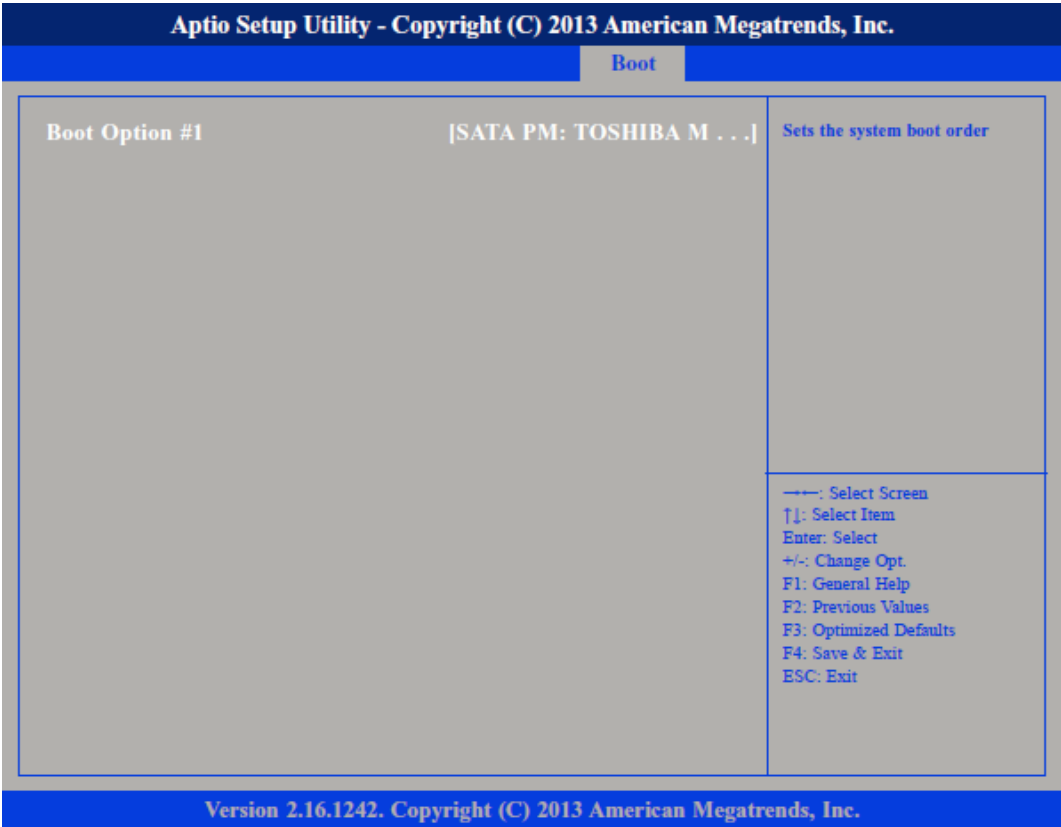 Aptio Setup Utility - Copyright (C) 2013 American Megatrends, Inc.
Boot
Boot Option #1 [SATA PM: TOSHIBA M . . .]
Sets the system boot order
→←: Select Screen
↑↓: Select Item
Enter: Select
+/-: Change Opt.
F1: General Help
F2: Previous Values
F3: Optimized Defaults
F4: Save & Exit
ESC: Exit
Version 2.16.1242. Copyright (C) 2013 American Megatrends, Inc.